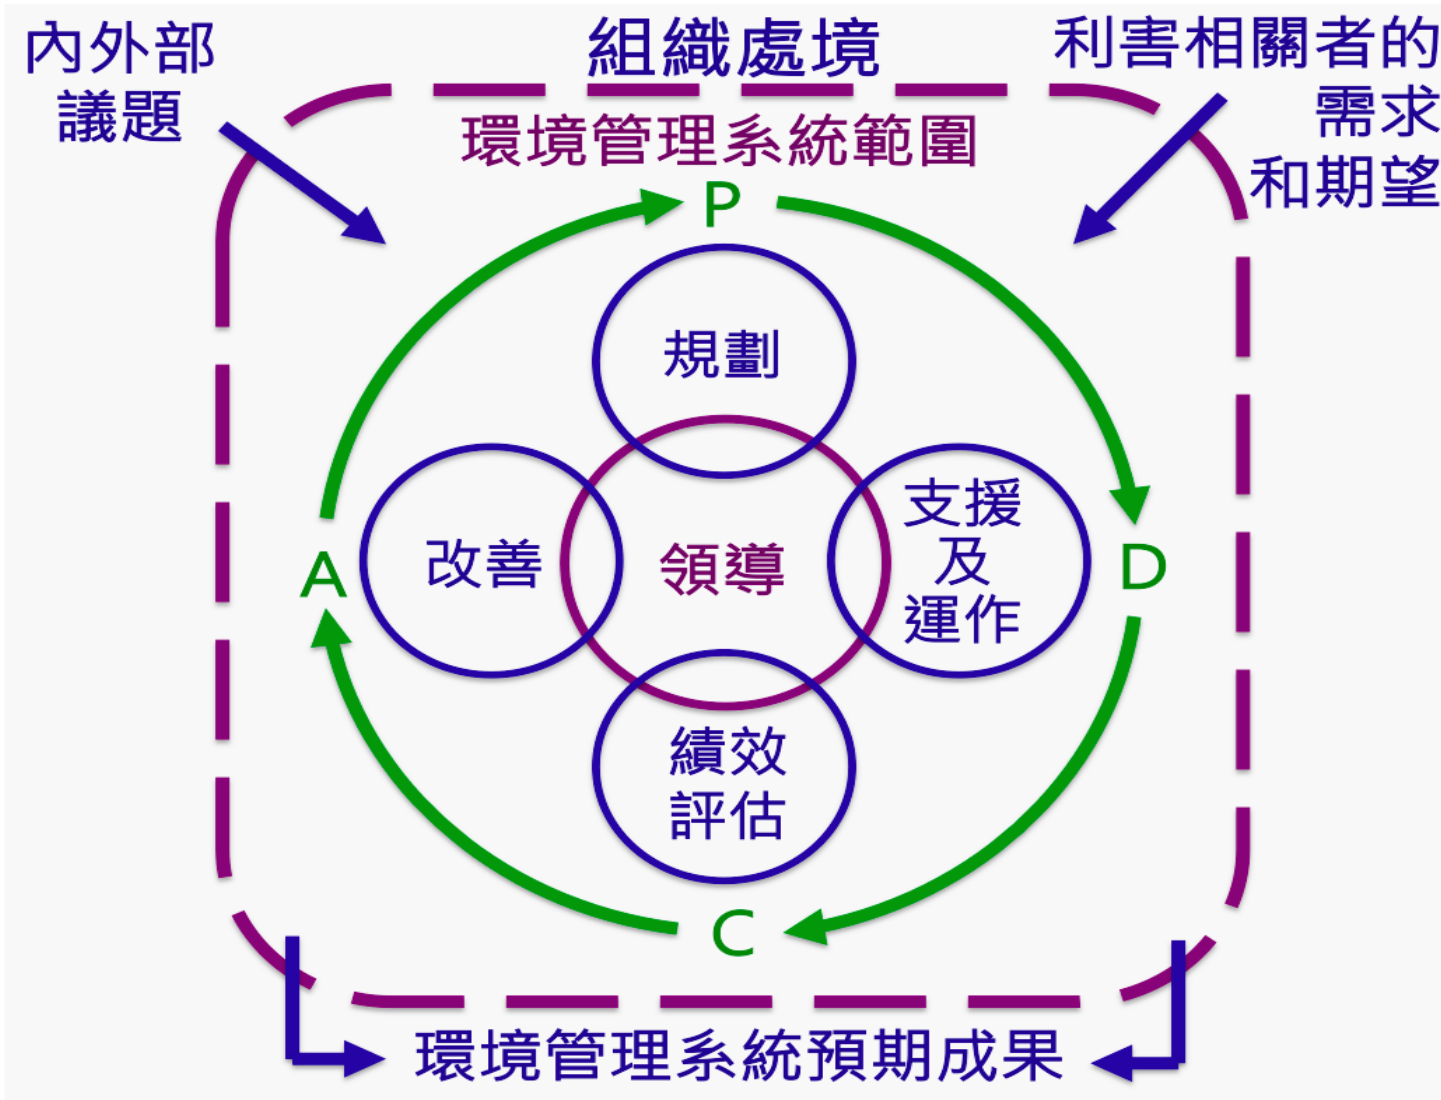 內外部
議題
組織處境
利害相關者的
需求
和期望
環境管理系統範圍
P
規劃
改善
領導
支援
及
運作
A
D
績效
評估
C
環境管理系統預期成果